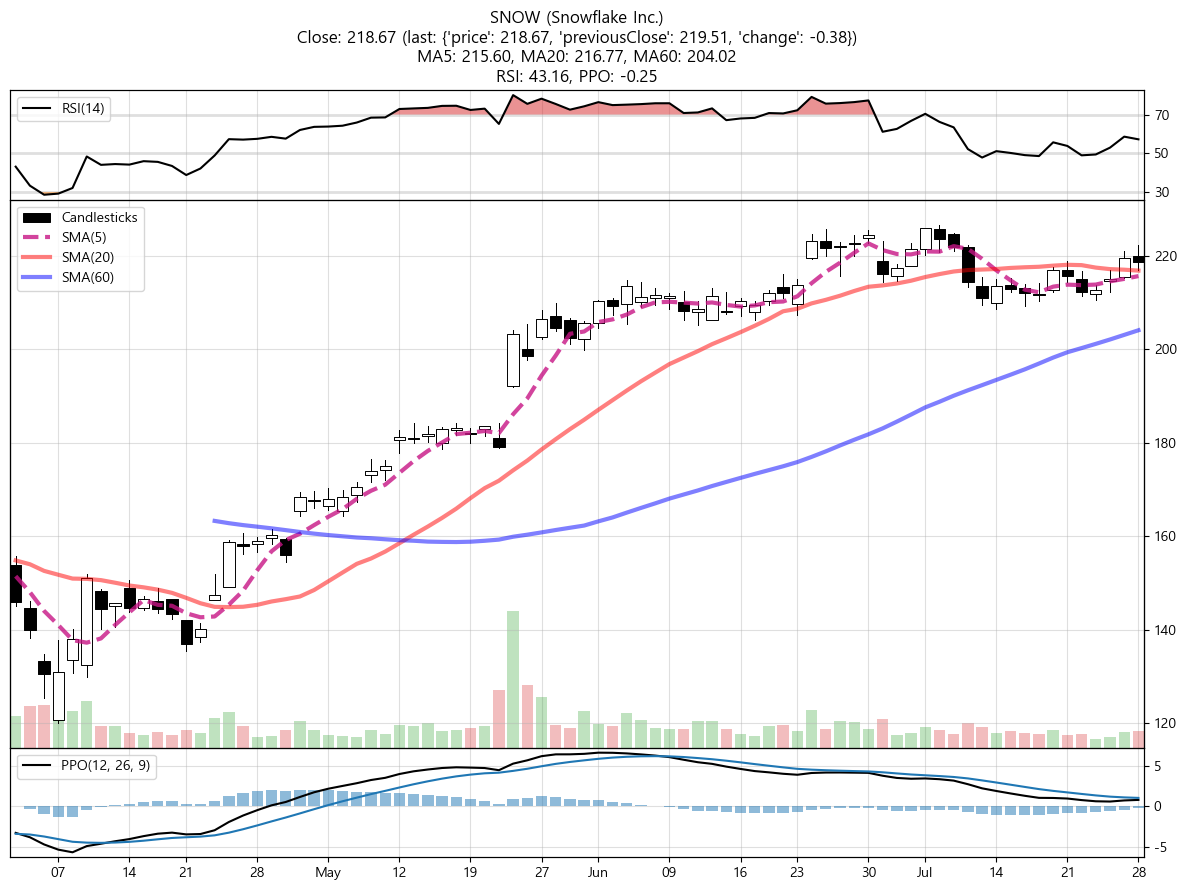 SNOW (Snowflake Inc.)
Close: 218.67 (last: {'price': 218.67, 'previousClose': 219.51, 'change': -0.38})
MA5: 215.60, MA20: 216.77, MA60: 204.02
RSI: 43.16, PPO: -0.25
RSI(14)
70
50
30
Candlesticks
SMA(5)
SMA(20)
SMA(60)
220
200
180
160
140
120
PPO(12, 26, 9)
5
0
-5
07 14 21 28 May 12 19 27 Jun 09 16 23 30 Jul 14 21 28